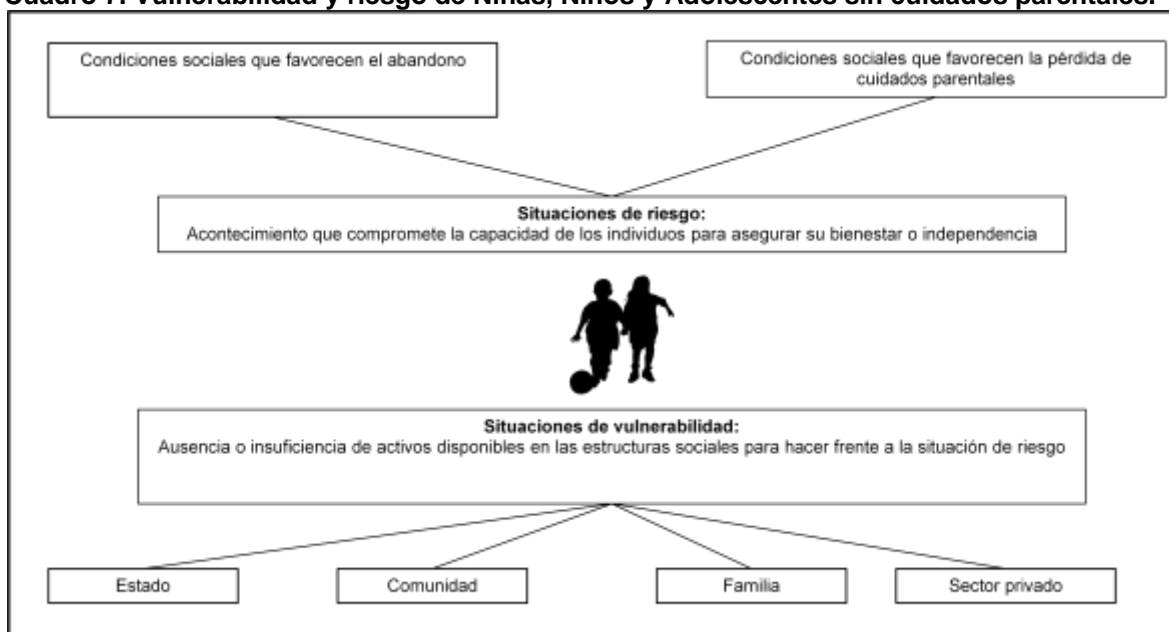 Cuadro 7. Vulnerabilidad y riesgo de Niñas, Niños y Adolescentes sin cuidados parentales.
Condiciones sociales que favorecen el abandono
Condiciones sociales que favorecen la pérdida de
cuidados parentales
Situaciones de riesgo:
Acontecimiento que compromete la capacidad de los individuos para asegurar su bienestar o independencia
Situaciones de vulnerabilidad:
Ausencia o insuficiencia de activos disponibles en las estructuras sociales para hacer frente a la situación de riesgo
Estado
Comunidad
Familia
Sector privado